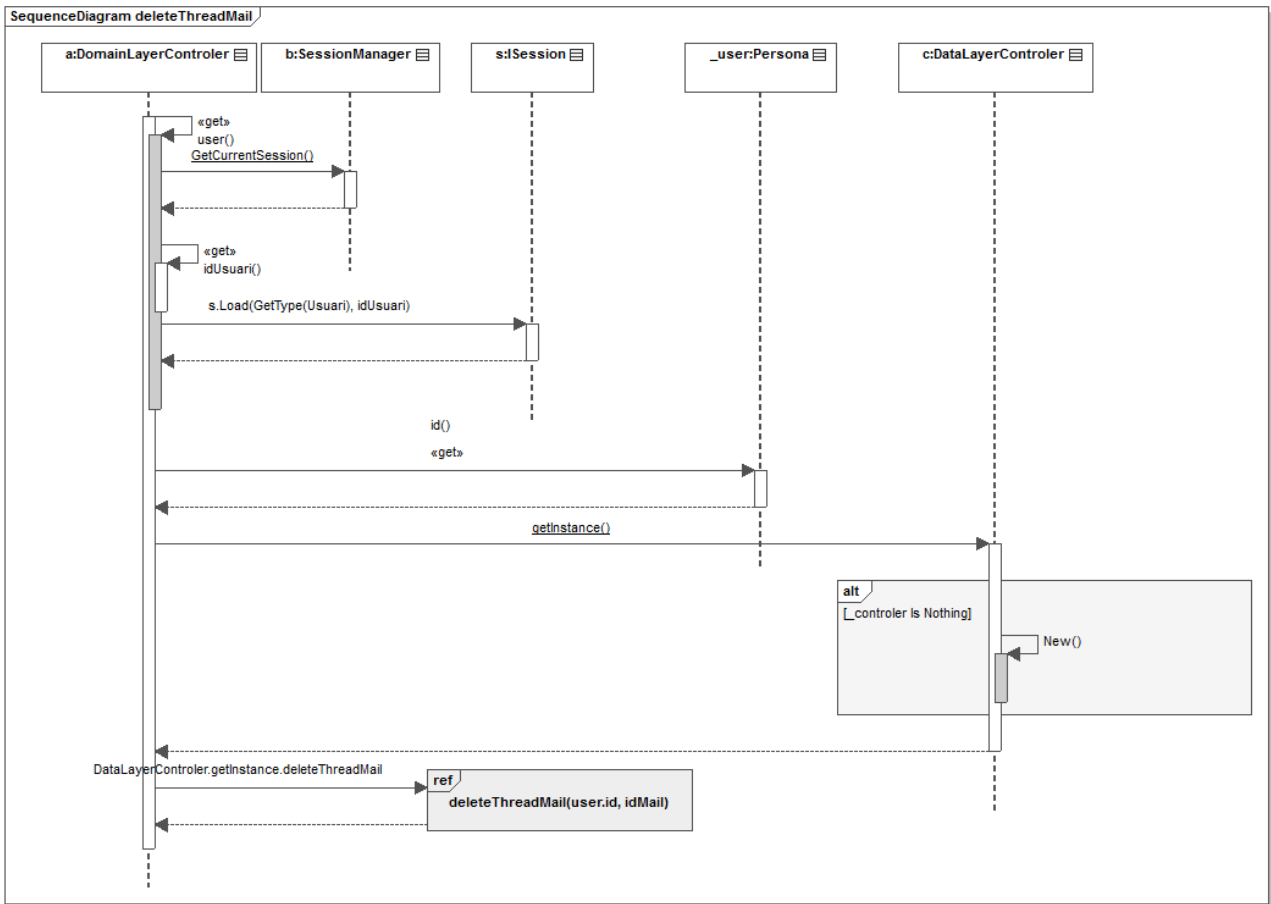 SequenceDiagram deleteThreadMail
a:DomainLayerControler
b:SessionManager
s:ISession
_user:Persona
c:DataLayerControler
«get»
user()
GetCurrentSession()
«get»
idUsuari()
s.Load(GetType(Usuari), idUsuari)
id()
«get»
getInstance()
alt
[_controler Is Nothing]
New()
DataLayerControler.getInstance.deleteThreadMail
ref
deleteThreadMail(user.id, idMail)